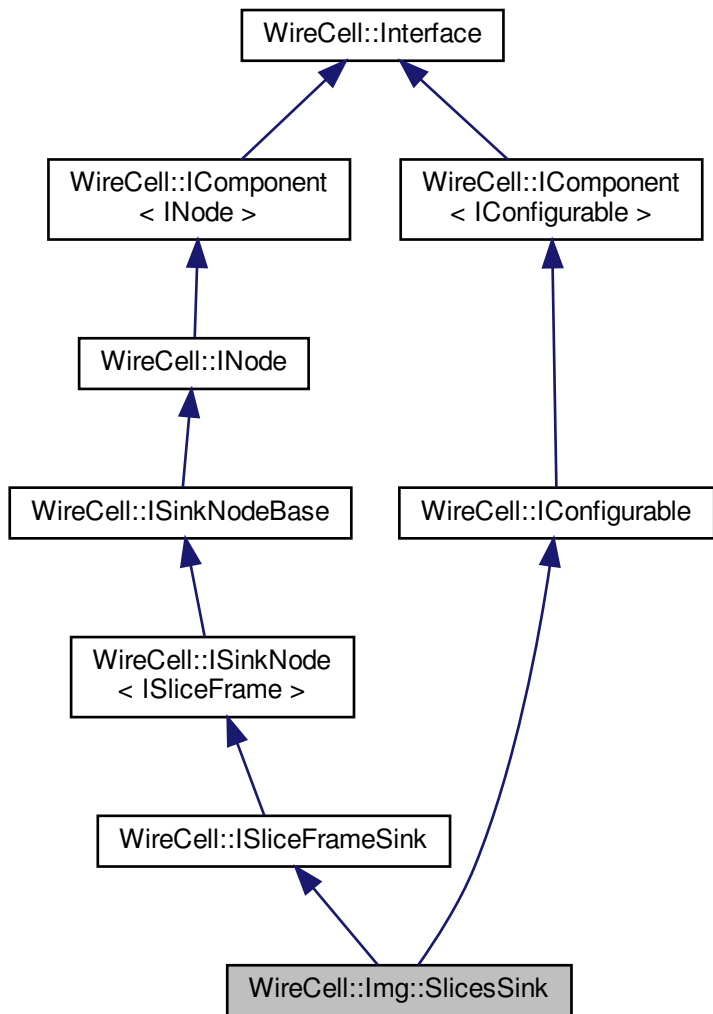 WireCell::Interface
WireCell::IComponent
< INode >
WireCell::IComponent
< IConfigurable >
WireCell::INode
WireCell::ISinkNodeBase
WireCell::IConfigurable
WireCell::ISinkNode
< ISliceFrame >
WireCell::ISliceFrameSink
WireCell::Img::SlicesSink